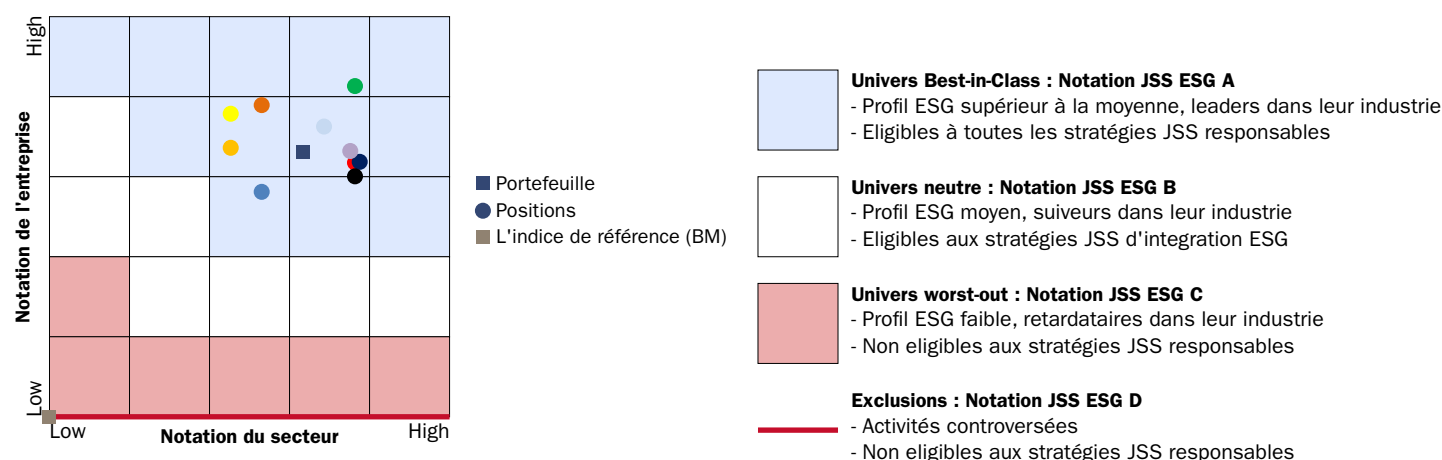 High
Notation de l'entreprise
Low
Low
Notation du secteur
High
Portefeuille
Positions
L'indice de référence (BM)
Univers Best-in-Class : Notation JSS ESG A
- Profil ESG supérieur à la moyenne, leaders dans leur industrie
- Eligibles à toutes les stratégies JSS responsables
Univers neutre : Notation JSS ESG B
- Profil ESG moyen, suiveurs dans leur industrie
- Eligibles aux stratégies JSS d'integration ESG
Univers worst-out : Notation JSS ESG C
- Profil ESG faible, retardataires dans leur industrie
- Non eligibles aux stratégies JSS responsables
Exclusions : Notation JSS ESG D
- Activités controversées
- Non eligibles aux stratégies JSS responsables